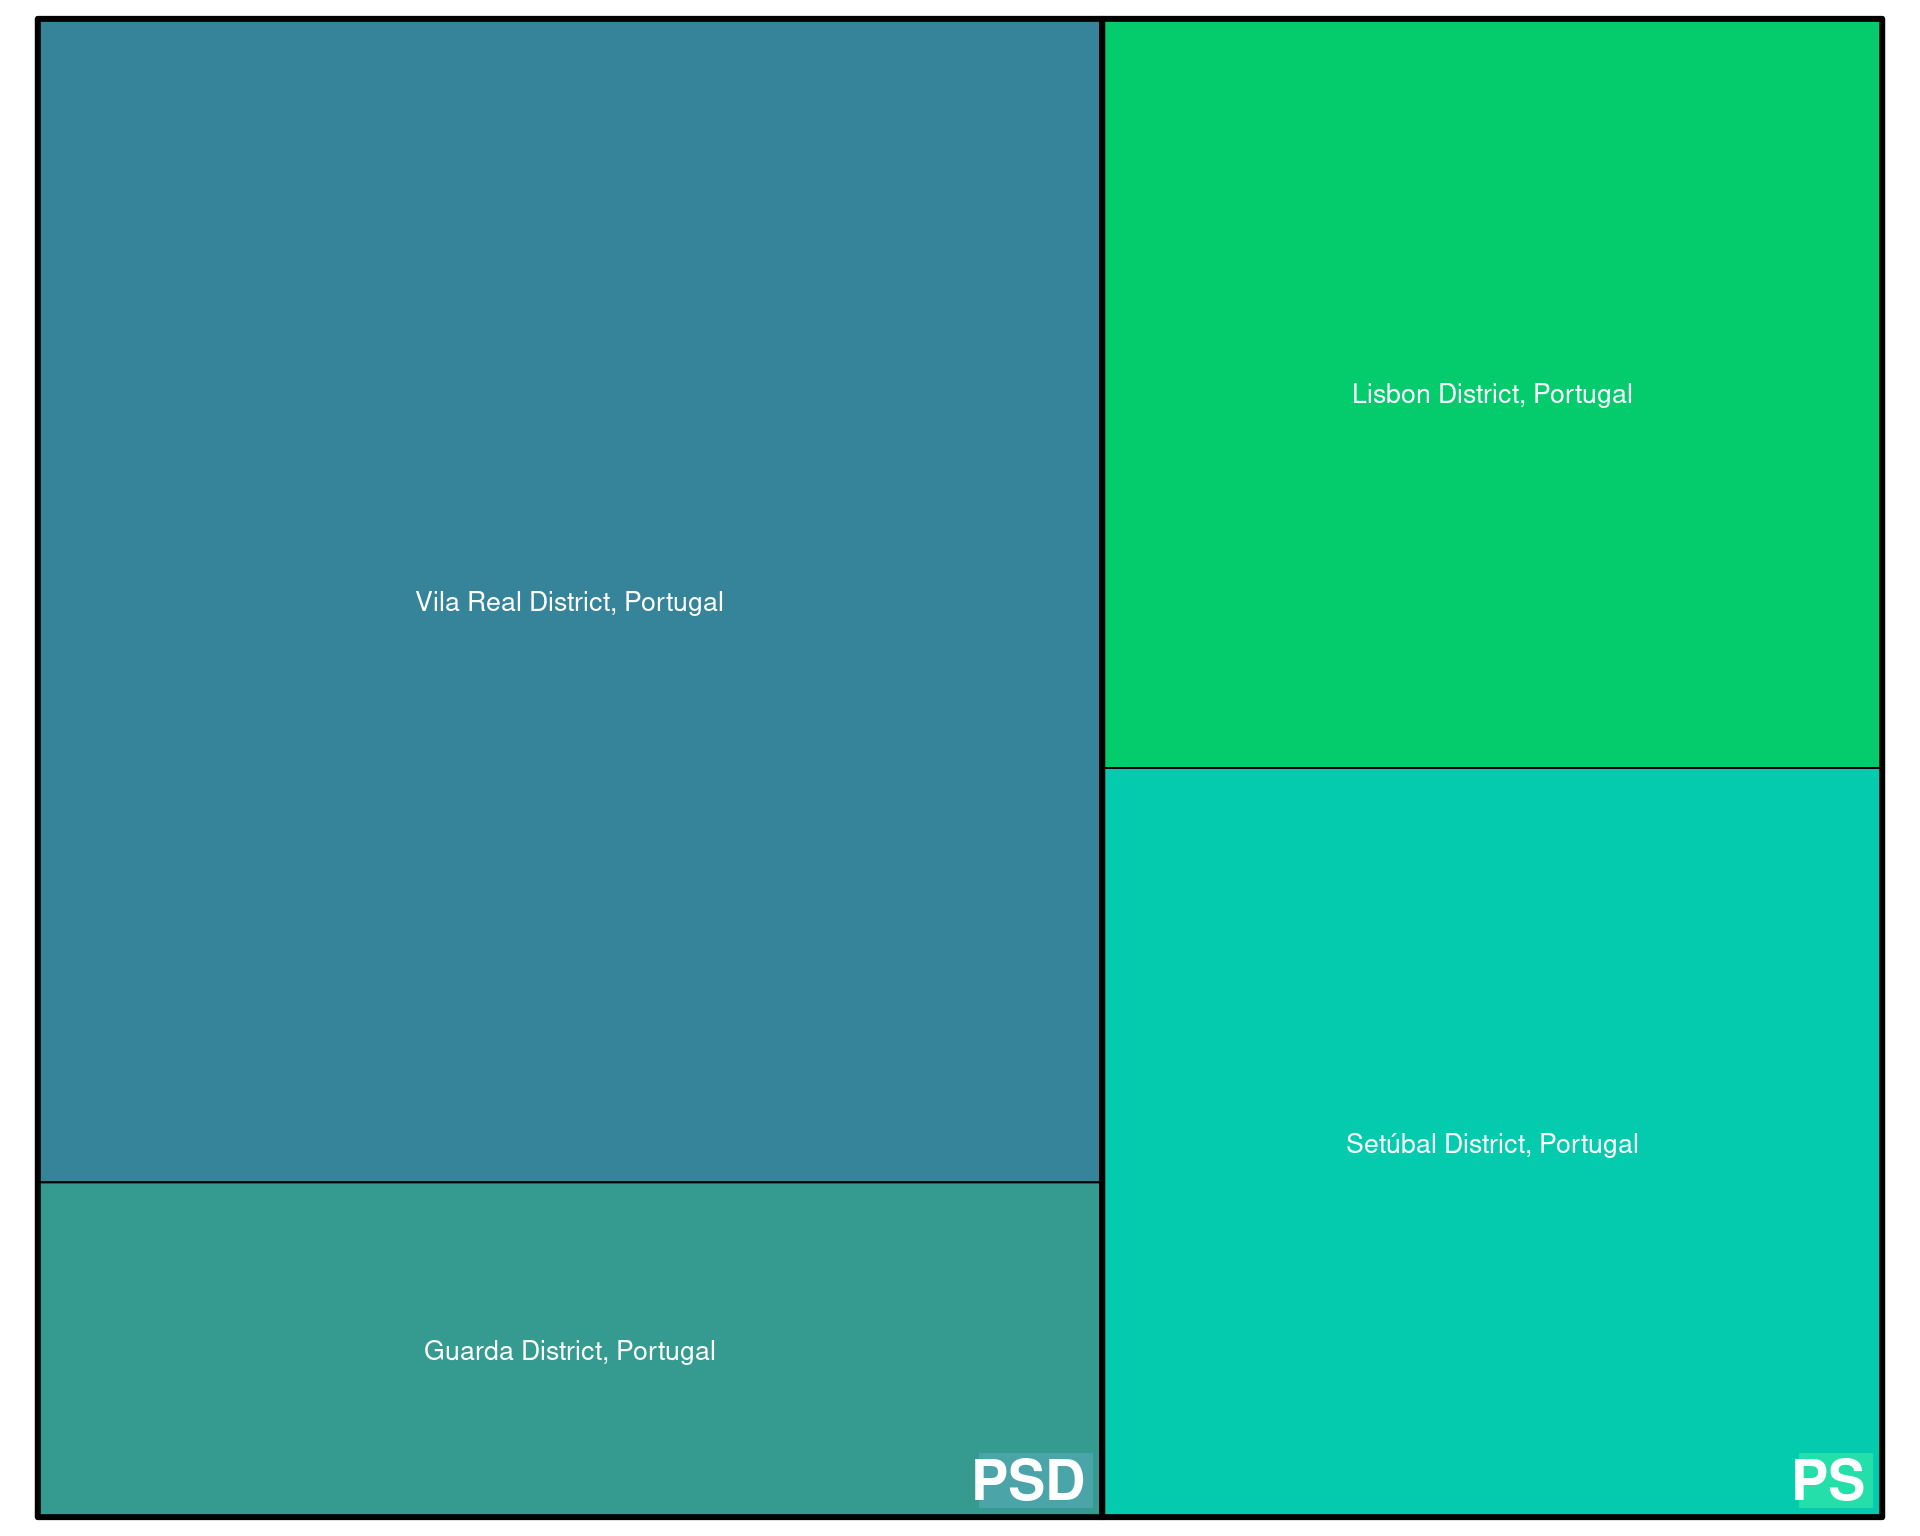 Vila Real District, Portugal
Guarda District, Portugal
PSD
Lisbon District, Portugal
Setúbal District, Portugal
PS